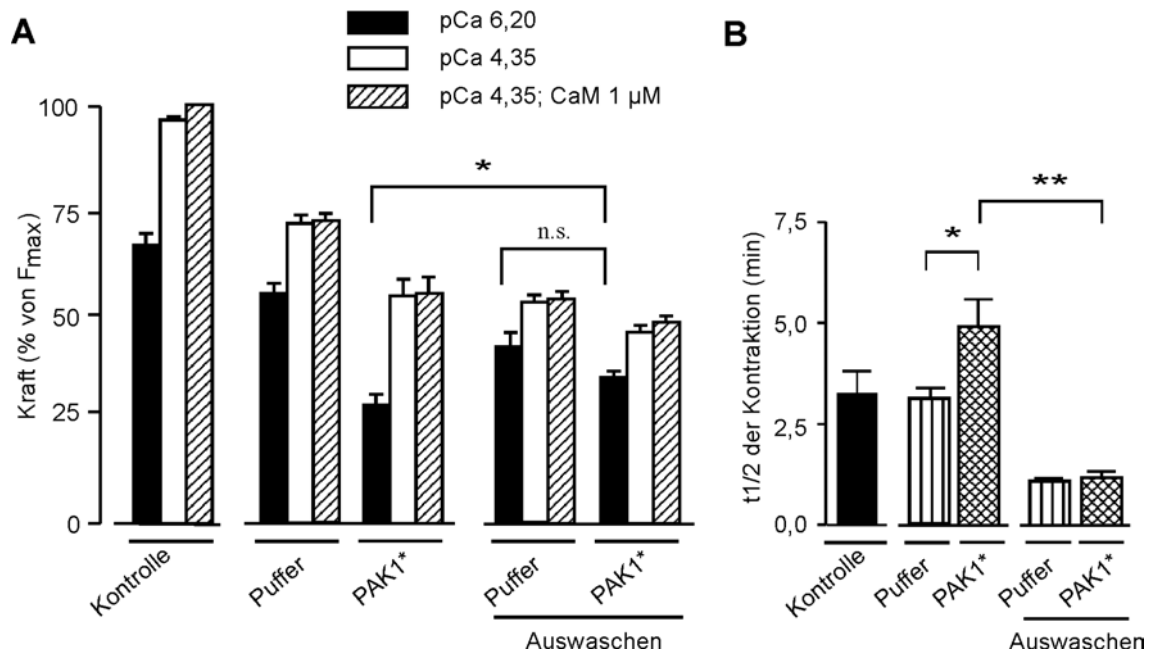 A
pCa 6,20
pCa 4,35
pCa 4,35; CaM 1 µM
Kraft (% von Fmax)
100
75
50
25
0
*
n.s.
Kontrolle
Puffer
PAK1*
Puffer
PAK1*
Auswaschen
B
t1/2 der Kontraktion (min)
7,5
5,0
2,5
0,0
*
**
Kontrolle
Puffer
PAK1*
Puffer
PAK1*
Auswaschen